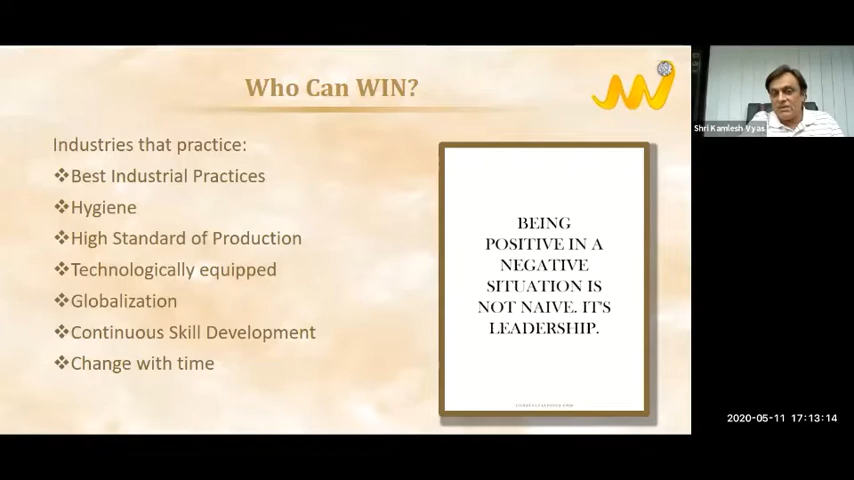 Who Can WIN?
Industries that practice:
❖Best Industrial Practices
❖Hygiene
❖High Standard of Production
❖Technologically equipped
❖Globalization
❖Continuous Skill Development
❖Change with time
BEING
POSITIVE IN A
NEGATIVE
SITUATION IS
NOT NAIVE. IT'S
LEADERSHIP.
Shri Kamlesh Vyas
2020-05-11 17:13:14